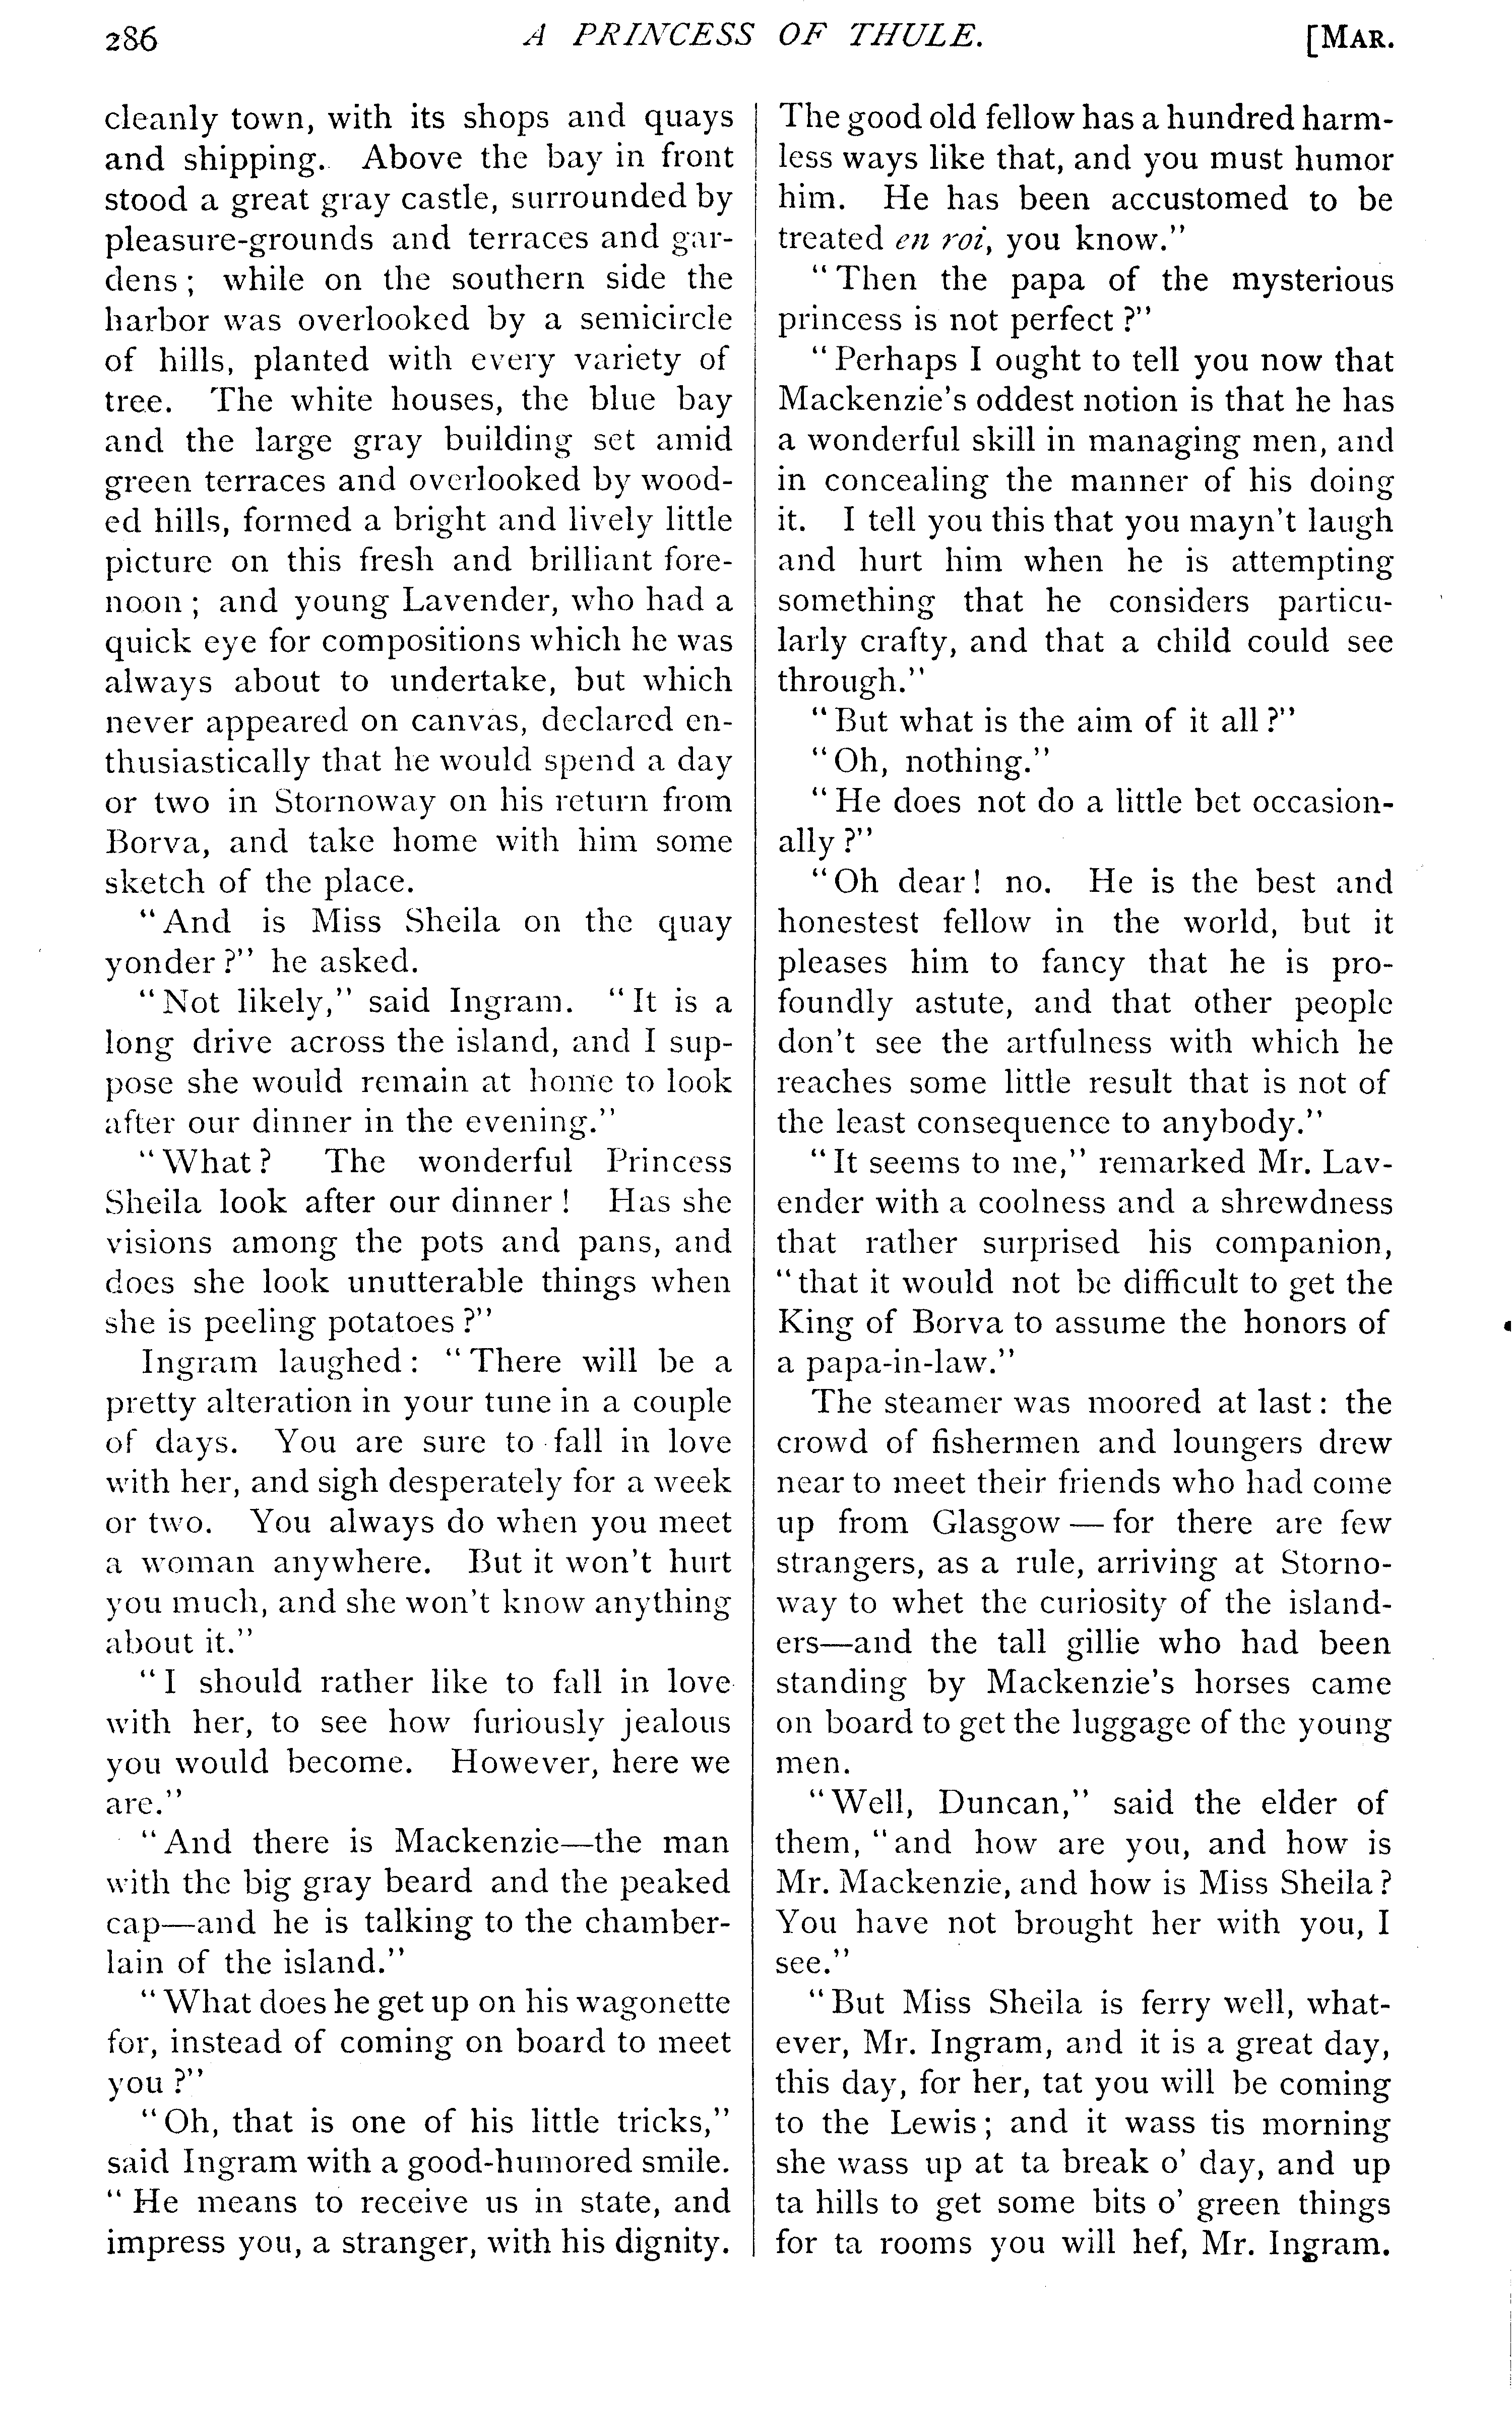 286 A PRINCESS OF THULE. [MAR.
cleanly town, with its shops and quays
and shipping. Above the bay in front
stood a great gray castle, surrounded by
pleasure-grounds and terraces and gar-
dens; while on the southern side the
harbor was overlooked by a semicircle
of hills, planted with every variety of
tree. The white houses, the blue bay
and the large gray building set amid
green terraces and overlooked by wood-
ed hills, formed a bright and lively little
picture on this fresh and brilliant fore-
noon; and young Lavender, who had a
quick eye for compositions which he was
always about to undertake, but which
never appeared on canvas, declared en-
thusiastically that he would spend a day
or two in Stornoway on his return from
Borva, and take home with him some
sketch of the place.
"And is Miss Sheila on the quay
yonder?" he asked.
"Not likely," said Ingram. "It is a
long drive across the island, and I sup-
pose she would remain at home to look
after our dinner in the evening."
"What? The wonderful Princess
Sheila look after our dinner! Has she
visions among the pots and pans, and
does she look unutterable things when
she is peeling potatoes?"
Ingram laughed: "There will be a
pretty alteration in your tune in a couple
of days. You are sure to fall in love
with her, and sigh desperately for a week
or two. You always do when you meet
a woman anywhere. But it won't hurt
you much, and she won't know anything
about it."
"I should rather like to fall in love
with her, to see how furiously jealous
you would become. However, here we
are."
"And there is Mackenzie—the man
with the big gray beard and the peaked
cap—and he is talking to the chamber-
lain of the island."
"What does he get up on his wagonette
for, instead of coming on board to meet
you?"
"Oh, that is one of his little tricks,"
said Ingram with a good-humored smile.
"He means to receive us in state, and
impress you, a stranger, with his dignity.
The good old fellow has a hundred harm-
less ways like that, and you must humor
him. He has been accustomed to be
treated en roi, you know."
"Then the papa of the mysterious
princess is not perfect?"
"Perhaps I ought to tell you now that
Mackenzie's oddest notion is that he has
a wonderful skill in managing men, and
in concealing the manner of his doing
it. I tell you this that you mayn't laugh
and hurt him when he is attempting
something that he considers particu-
larly crafty, and that a child could see
through."
"But what is the aim of it all?"
"Oh, nothing."
"He does not do a little bet occasion-
ally?"
"Oh dear! no. He is the best and
honestest fellow in the world, but it
pleases him to fancy that he is pro-
foundly astute, and that other people
don't see the artfulness with which he
reaches some little result that is not of
the least consequence to anybody."
"It seems to me," remarked Mr. Lav-
ender with a coolness and a shrewdness
that rather surprised his companion,
"that it would not be difficult to get the
King of Borva to assume the honors of
a papa-in-law."
The steamer was moored at last: the
crowd of fishermen and loungers drew
near to meet their friends who had come
up from Glasgow — for there are few
strangers, as a rule, arriving at Storno-
way to whet the curiosity of the island-
ers—and the tall gillie who had been
standing by Mackenzie's horses came
on board to get the luggage of the young
men.
"Well, Duncan," said the elder of
them, "and how are you, and how is
Mr. Mackenzie, and how is Miss Sheila?
You have not brought her with you, I
see."
"But Miss Sheila is ferry well, what-
ever, Mr. Ingram, and it is a great day,
this day, for her, tat you will be coming
to the Lewis; and it wass tis morning
she wass up at ta break o' day, and up
ta hills to get some bits o' green things
for ta rooms you will hef, Mr. Ingram.